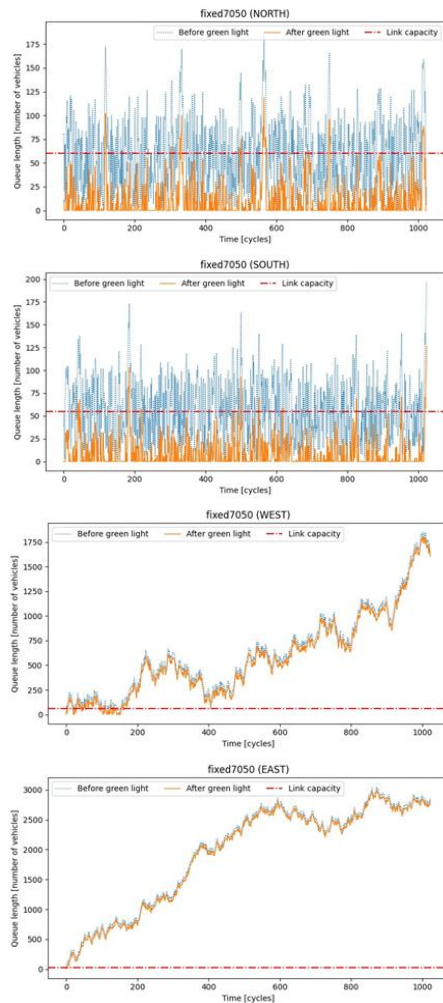 fixed7050 (NORTH)
Before green light After green light Link capacity
Queue length [number of vehicles]
175
150
125
100
75
50
25
0
0 200 400 600 800 1000
Time [cycles]
fixed7050 (SOUTH)
Before green light After green light Link capacity
Queue length [number of vehicles]
200
175
150
125
100
75
50
25
0
0 200 400 600 800 1000
Time [cycles]
fixed7050 (WEST)
Before green light After green light Link capacity
Queue length [number of vehicles]
1750
1500
1250
1000
750
500
250
0
0 200 400 600 800 1000
Time [cycles]
fixed7050 (EAST)
Before green light After green light Link capacity
Queue length [number of vehicles]
3000
2500
2000
1500
1000
500
0
0 200 400 600 800 1000
Time [cycles]